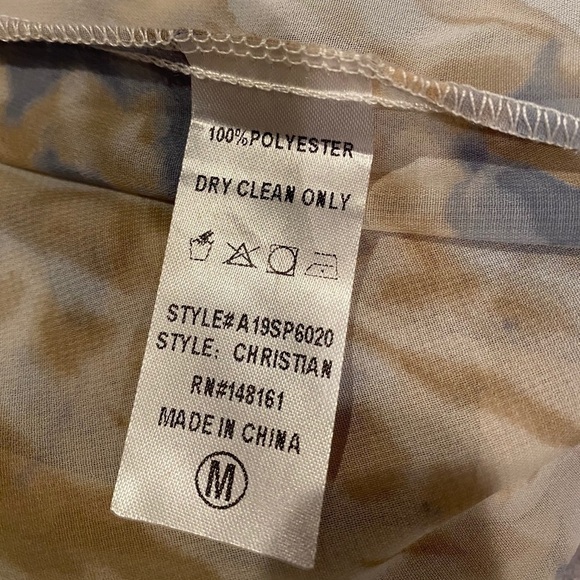 100%POLYESTER
DRY CLEAN ONLY
STYLE#A19SP6020
STYLE: CHRISTIAN
RN#148161
MADE IN CHINA
M